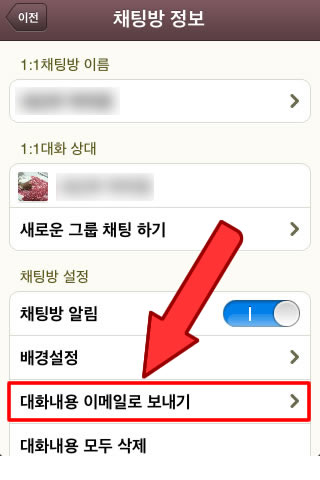 이전
채팅방 정보
1:1채팅방 이름
1:1대화 상대
새로운 그룹 채팅 하기
채팅방 설정
채팅방 알림
배경설정
대화내용 이메일로 보내기
대화내용 모두 삭제